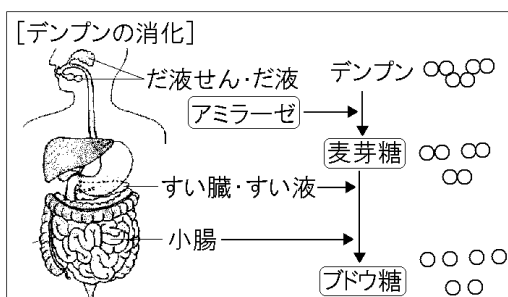 [デンプンの消化]
だ液せん・だ液
デンプン
アミラーゼ
麦芽糖
すい臓・すい液
小腸
ブドウ糖